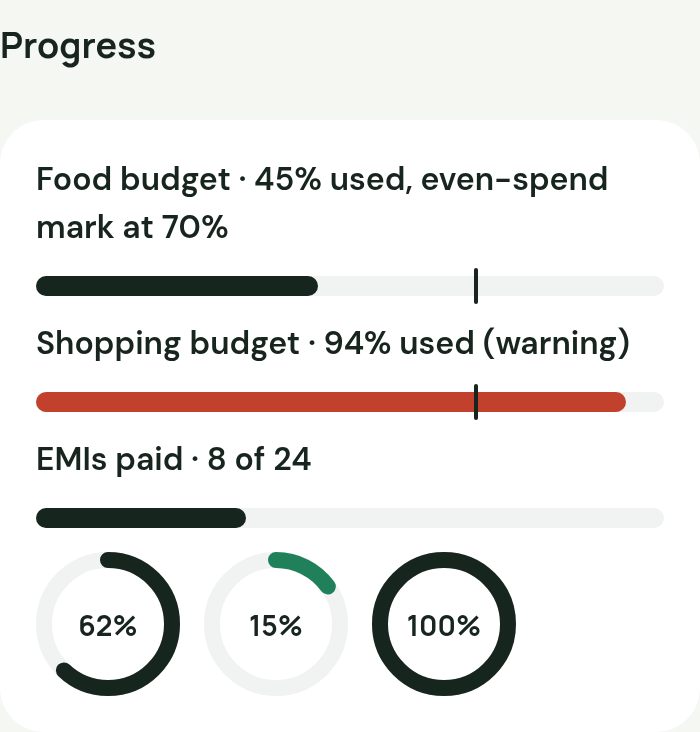 Progress
Food budget · 45% used, even-spend
mark at 70%
Shopping budget · 94% used (warning)
EMIs paid · 8 of 24
62% 15% 100%